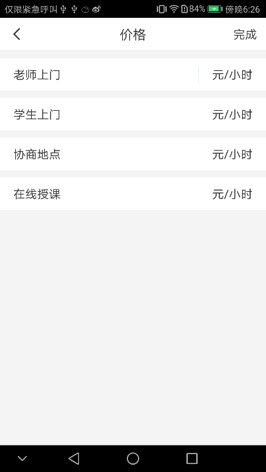 仅限紧急呼叫 84% 傍晚6:26
价格 完成
老师上门 元/小时
学生上门 元/小时
协商地点 元/小时
在线授课 元/小时